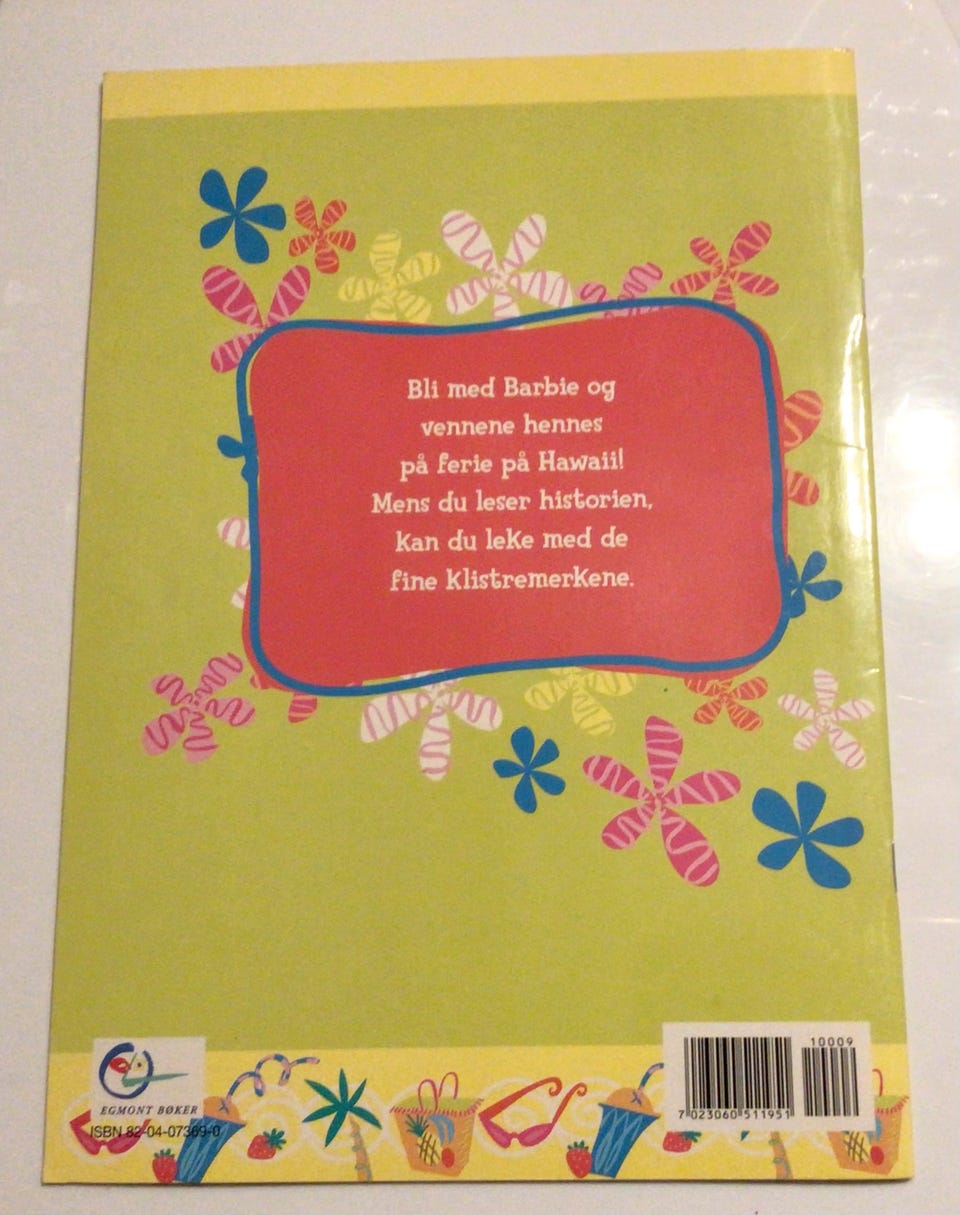 Bli med Barbie og
vennene hennes
på ferie på Hawaii!
Mens du leser historien,
kan du leke med de
fine klistremerkene.
EGMONT BØKER
ISBN 82-04-07369-0
10009
7 023060 511951